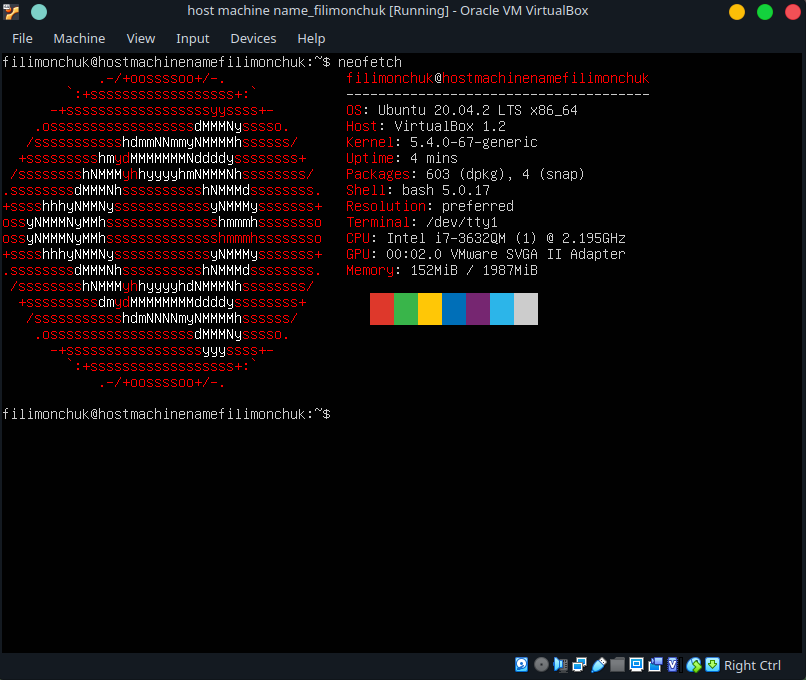 host machine name_filimonchuk [Running] - Oracle VM VirtualBox
File Machine View Input Devices Help
filimonchuk@hostmachinenamefilimonchuk:~$ neofetch
.-/+oossssoo+/-. filimonchuk@hostmachinenamefilimonchuk
`:+ssssssssssssssssss+:` --------------------------------------
-+ssssssssssssssssssyyssss+- OS: Ubuntu 20.04.2 LTS x86_64
.ossssssssssssssssssdMMMNysssso. Host: VirtualBox 1.2
/ssssssssssshdmmNNmmyNMMMMhssssss/ Kernel: 5.4.0-67-generic
+ssssssssshmydMMMMMMMNddddyssssssss+ Uptime: 4 mins
/sssssssshNMMMyhhyyyyhmNMMMNhssssssss/ Packages: 603 (dpkg), 4 (snap)
.ssssssssdMMMNhsssssssssshNMMMdssssssss. Shell: bash 5.0.17
+sssshhhyNMMNyssssssssssssyNMMMysssssss+ Resolution: preferred
ossyNMMMNyMMhsssssssssssssshmmmhssssssso Terminal: /dev/tty1
ossyNMMMNyMMhsssssssssssssshmmmhssssssso CPU: Intel i7-3632QM (1) @ 2.195GHz
+sssshhhyNMMNyssssssssssssyNMMMysssssss+ GPU: 00:02.0 VMware SVGA II Adapter
.ssssssssdMMMNhsssssssssshNMMMdssssssss. Memory: 152MiB / 1987MiB
/sssssssshNMMMyhhyyyyhdNMMMNhssssssss/
+sssssssssdmydMMMMMMMMddddyssssssss+
/ssssssssssshdmNNNNmyNMMMMhssssss/
.ossssssssssssssssssdMMMNysssso.
-+sssssssssssssssssyyyssss+-
`:+ssssssssssssssssss+:`
.-/+oossssoo+/-.
filimonchuk@hostmachinenamefilimonchuk:~$
Right Ctrl